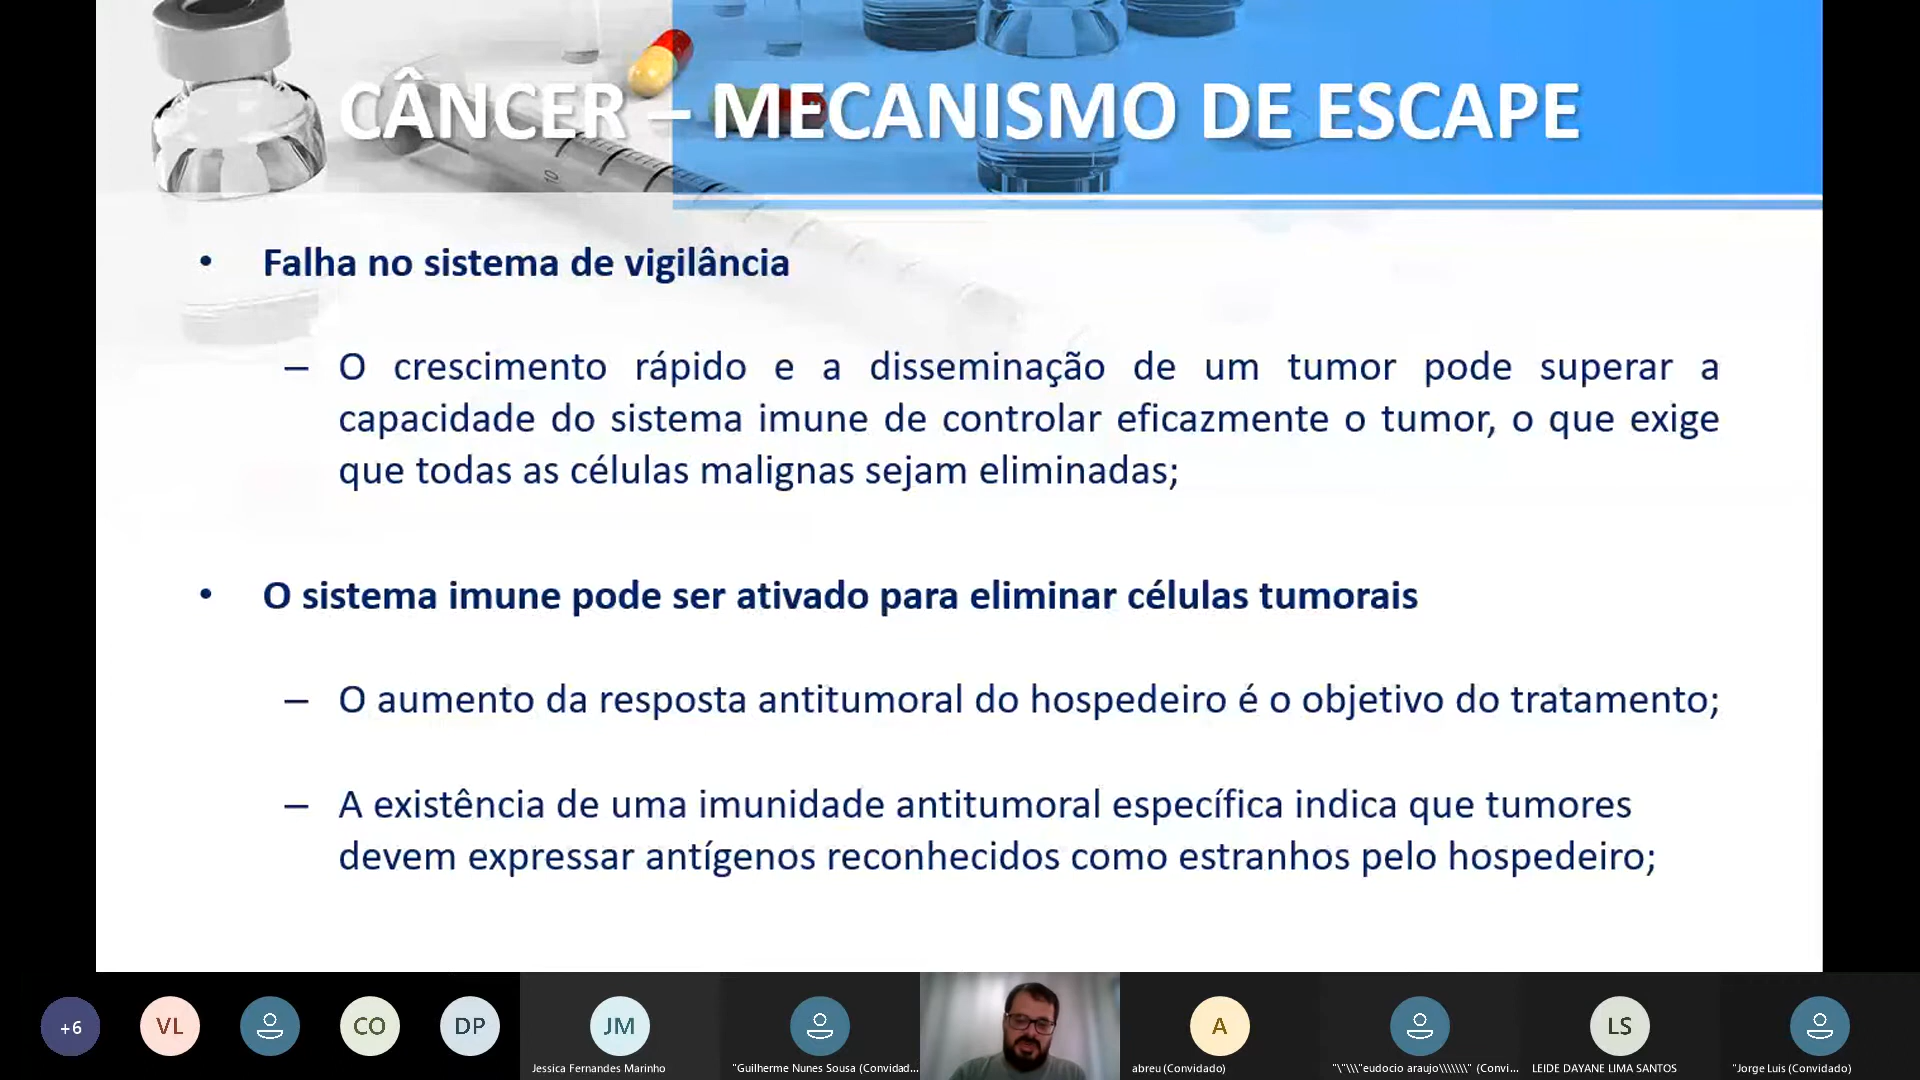 CÂNCER – MECANISMO DE ESCAPE
• Falha no sistema de vigilância
– O crescimento rápido e a disseminação de um tumor pode superar a
capacidade do sistema imune de controlar eficazmente o tumor, o que exige
que todas as células malignas sejam eliminadas;
• O sistema imune pode ser ativado para eliminar células tumorais
– O aumento da resposta antitumoral do hospedeiro é o objetivo do tratamento;
– A existência de uma imunidade antitumoral específica indica que tumores
devem expressar antígenos reconhecidos como estranhos pelo hospedeiro;
10
+6 VL CO DP JM A LS
Jessica Fernandes Marinho "Guilherme Nunes Sousa (Convidad... abreu (Convidado) "\"\\\"eudocio araujo\\\\\\\" (Convi... LEIDE DAYANE LIMA SANTOS "Jorge Luis (Convidado)